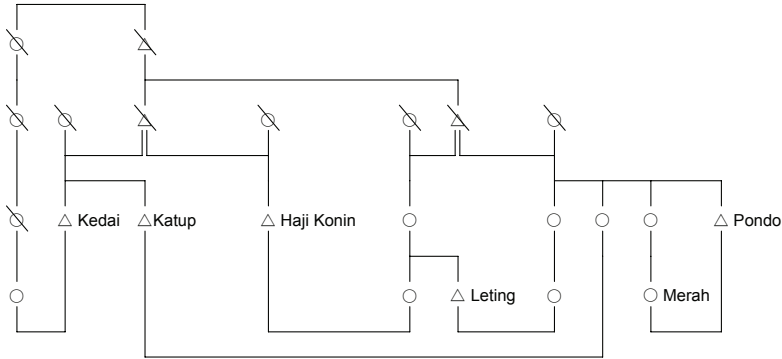 Kedai
Katup
Haji Konin
Pondo
Leting
Merah